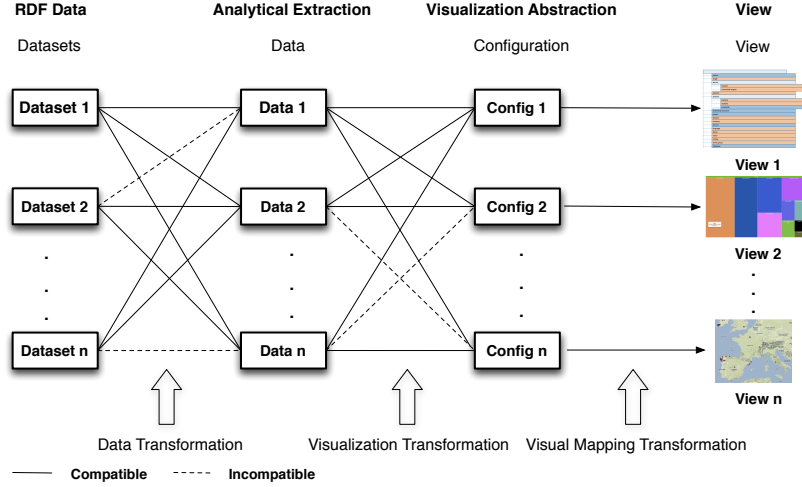 RDF Data Analytical Extraction Visualization Abstraction View
Datasets Data Configuration View
Dataset 1 Data 1 Config 1
View 1
Dataset 2 Data 2 Config 2
View 2
Dataset n Data n Config n
View n
Data Transformation Visualization Transformation Visual Mapping Transformation
Compatible Incompatible